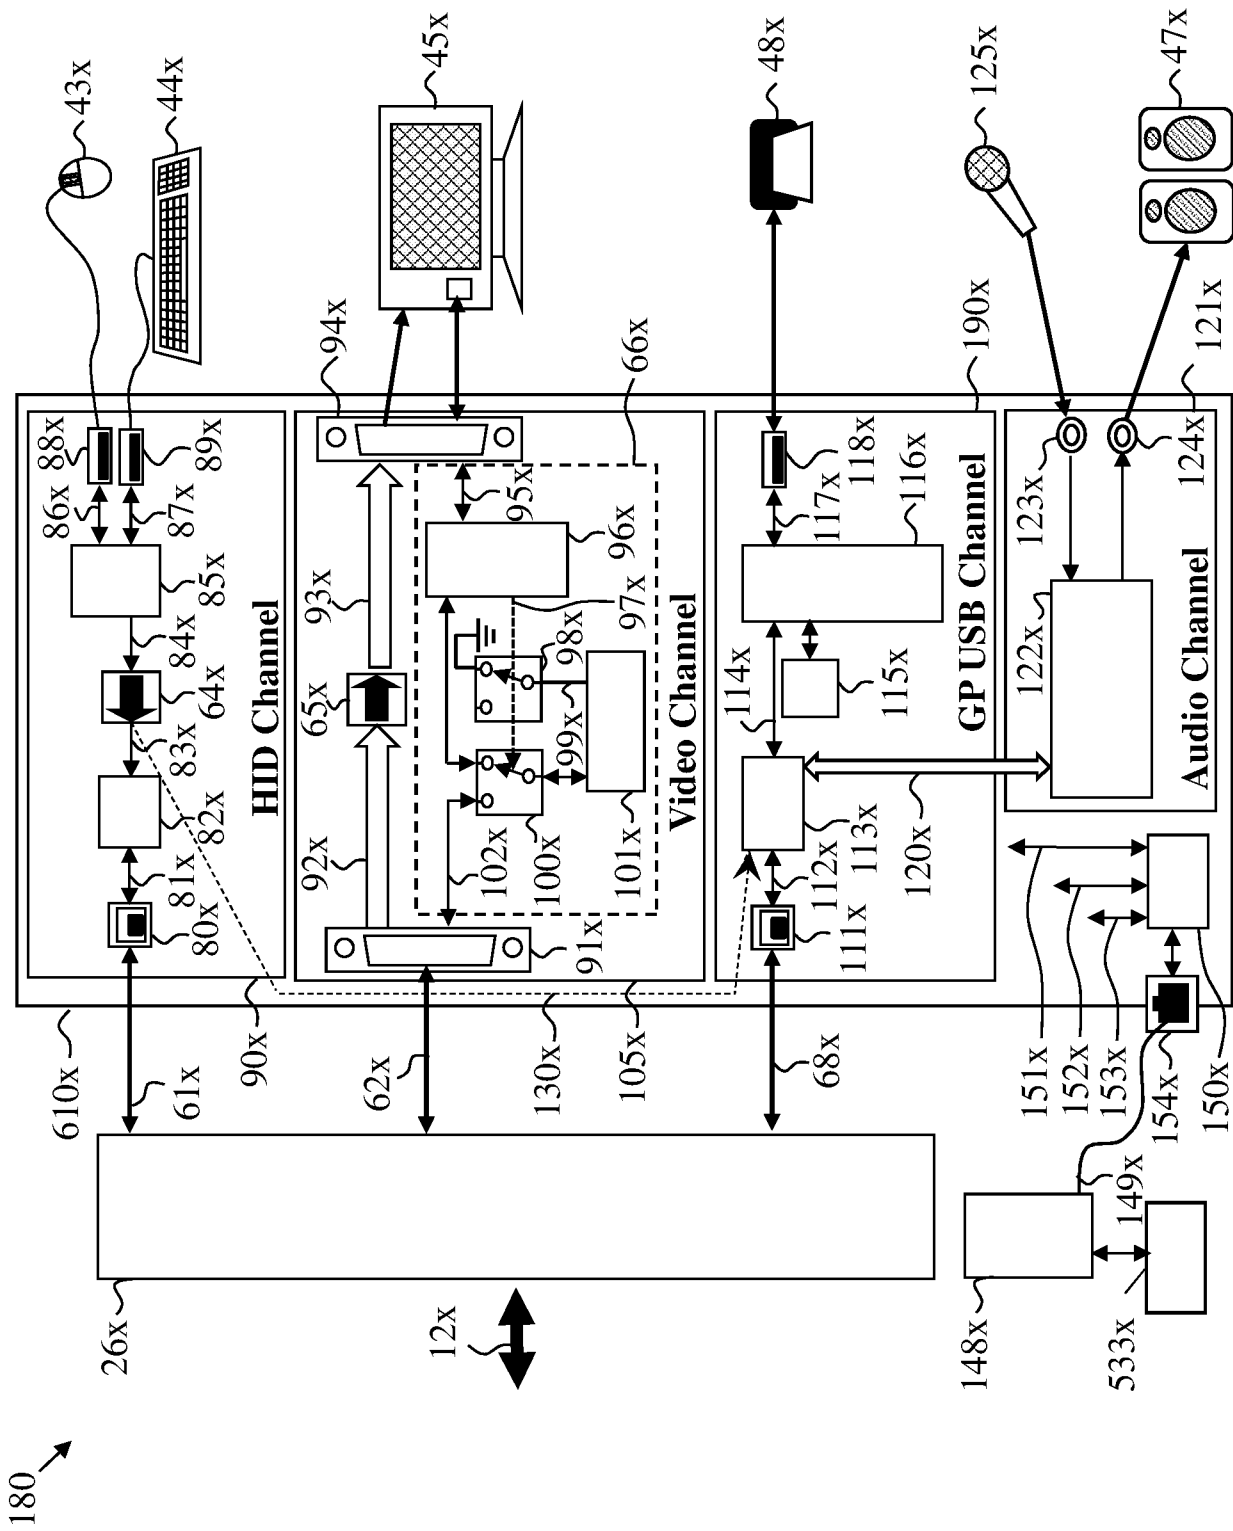 180
12x
26x
148x
533x
149x
610x
61x
90x
62x
130x
105x
68x
151x
152x
153x
154x
150x
HID Channel
80x
81x
82x
83x
64x
84x
85x
86x
87x
88x
89x
43x
44x
Video Channel
91x
92x
65x
93x
94x
45x
66x
95x
96x
97x
98x
99x
100x
101x
102x
GP USB Channel
111x
112x
113x
114x
115x
116x
117x
118x
48x
190x
120x
Audio Channel
122x
123x
124x
121x
125x
47x